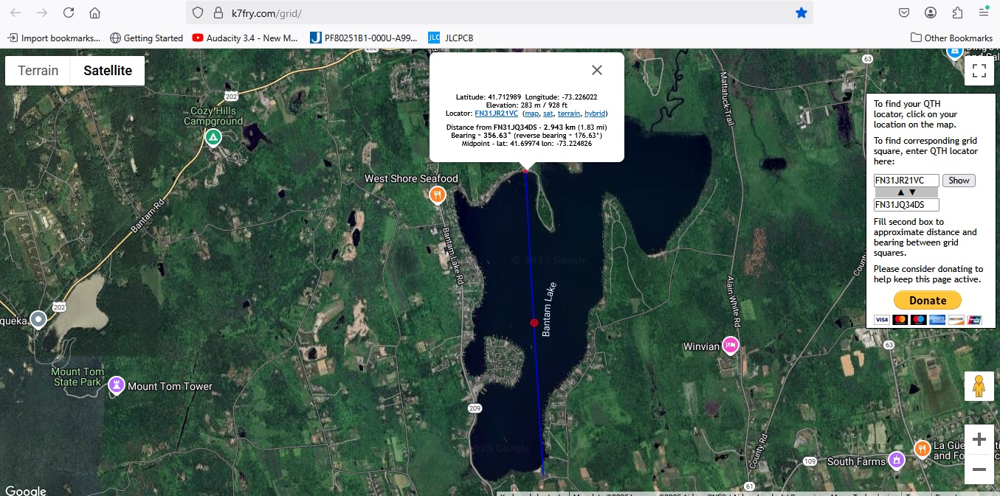 k7fry.com/grid/
Import bookmarks...
Getting Started
Audacity 3.4 - New M...
PF80251B1-000U-A99...
JLC
JLCPCB
Other Bookmarks
Terrain
Satellite
202
63
202
Cozy Hills
Campground
Mattatuck-Trail
Latitude: 41.712989 Longitude: -73.226022
Elevation: 283 m / 928 ft
Locator: FN31JR21VC (map, sat, terrain, hybrid)
Distance from FN31JQ34DS - 2.943 km (1.83 mi)
Bearing ~ 356.63° (reverse bearing ~ 176.63°)
Midpoint - lat: 41.69974 lon: -73.224826
To find your QTH
locator, click on your
location on the map.
To find corresponding grid
square, enter QTH locator
here:
FN31JR21VC
Show
▲ ▼
FN31JQ34DS
Fill second box to
approximate distance and
bearing between grid
squares.
Please consider donating to
help keep this page active.
Donate
VISA
West Shore Seafood
Bantam Rd
Bantam Lake Rd
© 2025 Google
Bantam Lake
Alain White Rd
202
queka
Winvian
63
Mount Tom
State Park
Mount Tom Tower
209
County Rd
La Güe
and Fo
109
South Farms
61
Google